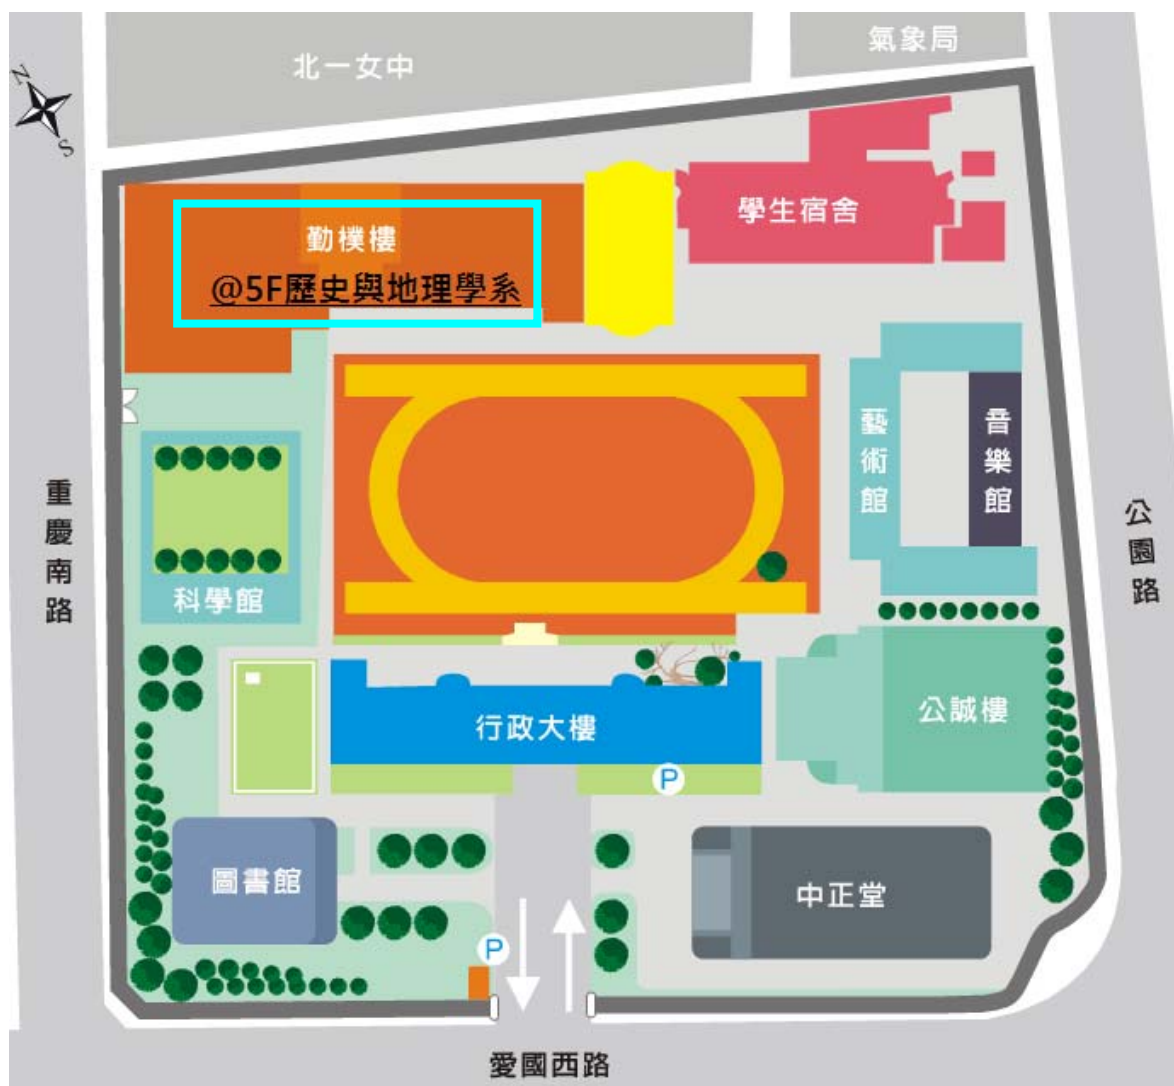 北一女中
氣象局
N
S
學生宿舍
勤樸樓
@5F歷史與地理學系
藝術館
音樂館
重慶南路
公園路
科學館
行政大樓
公誠樓
P
圖書館
中正堂
P
愛國西路